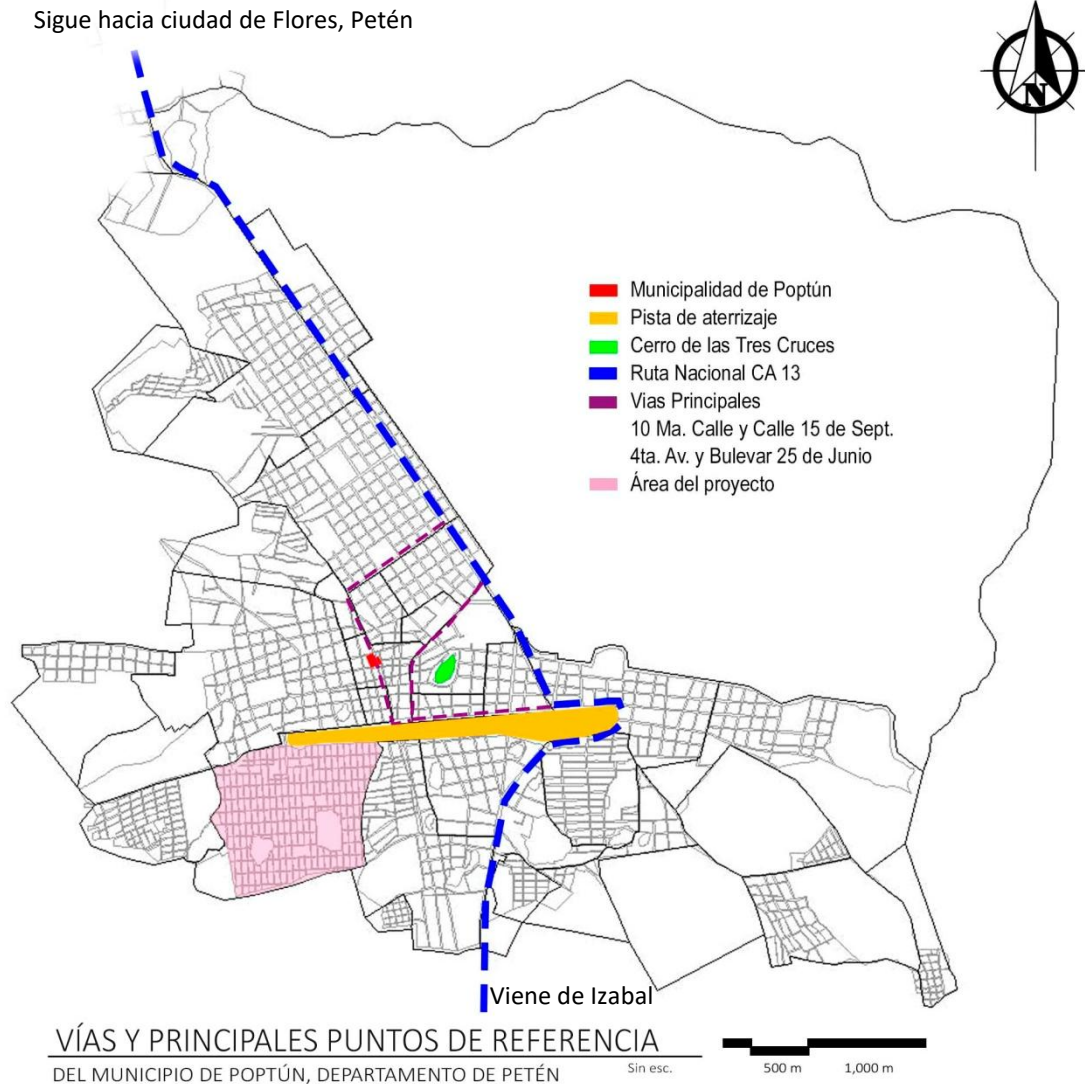 Sigue hacia ciudad de Flores, Petén
N
Municipalidad de Poptún
Pista de aterrizaje
Cerro de las Tres Cruces
Ruta Nacional CA 13
Vias Principales
10 Ma. Calle y Calle 15 de Sept.
4ta. Av. y Bulevar 25 de Junio
Área del proyecto
Viene de Izabal
VÍAS Y PRINCIPALES PUNTOS DE REFERENCIA
DEL MUNICIPIO DE POPTÚN, DEPARTAMENTO DE PETÉN
Sin esc.
500 m 1,000 m